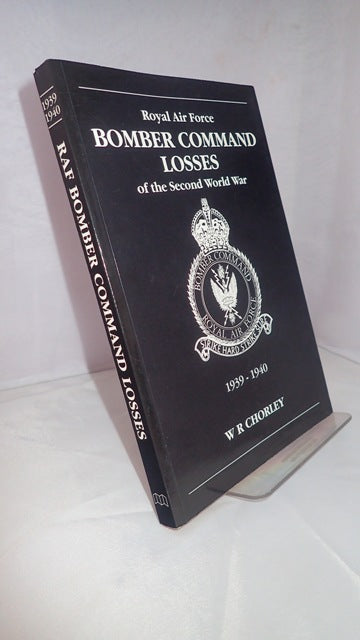 1939
1940
RAF BOMBER COMMAND LOSSES
Royal Air Force
BOMBER COMMAND
LOSSES
of the Second World War
BOMBER COMMAND
ROYAL AIR FORCE
STRIKE HARD STRIKE SURE
1939 - 1940
W R CHORLEY